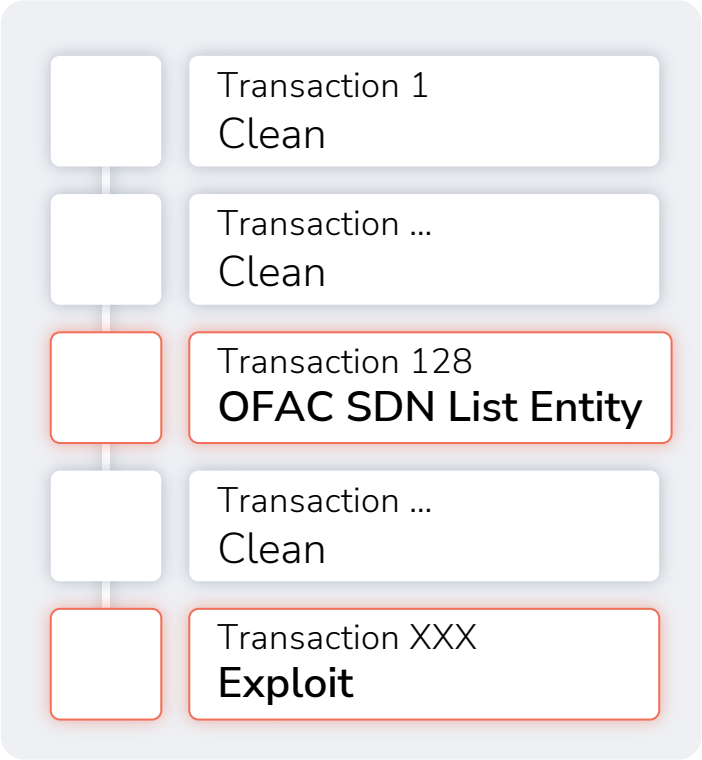 Transaction 1
Clean
Transaction ...
Clean
Transaction 128
OFAC SDN List Entity
Transaction ...
Clean
Transaction XXX
Exploit